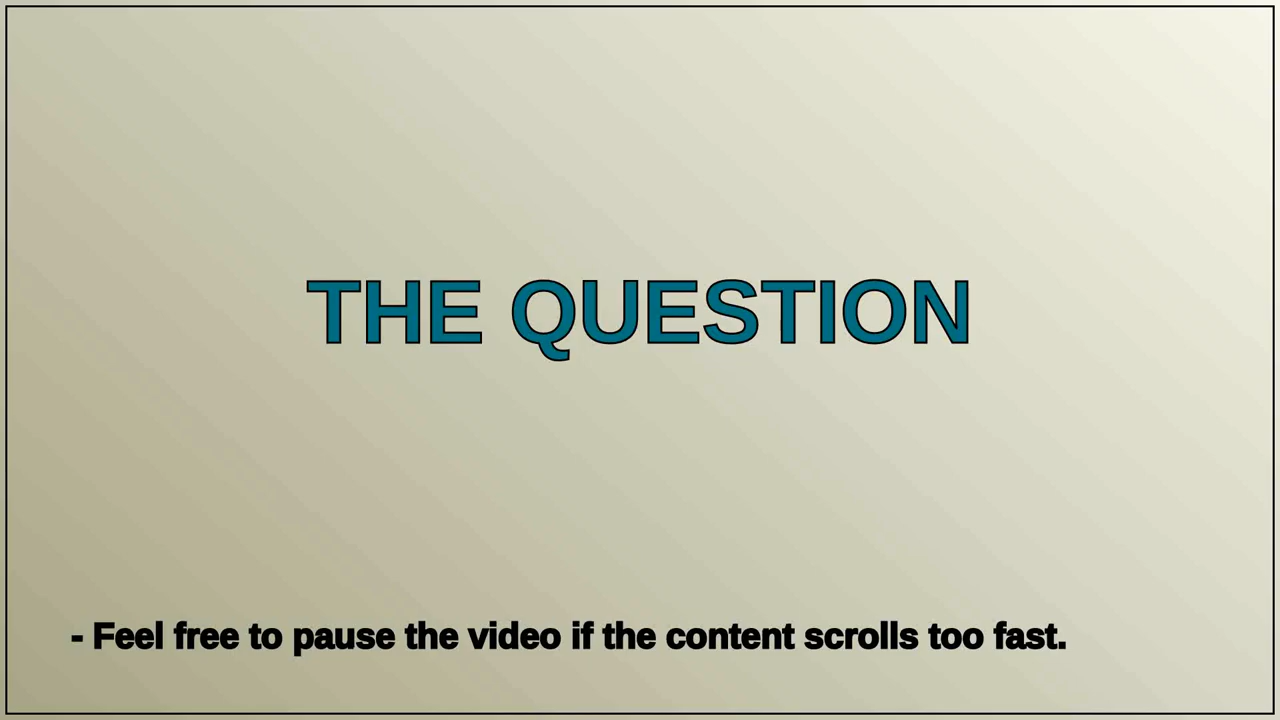 THE QUESTION
- Feel free to pause the video if the content scrolls too fast.